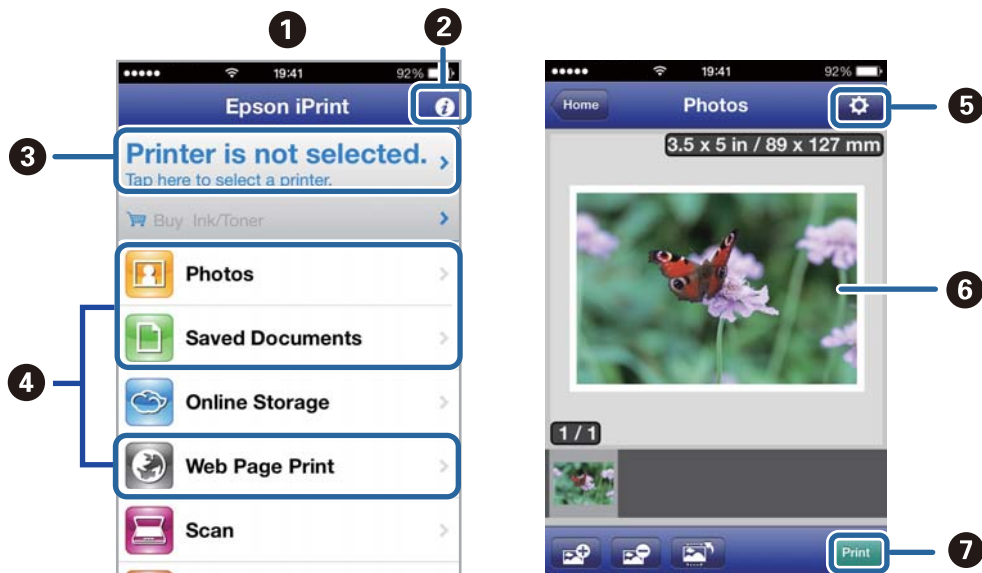 1
2
19:41
92%
Epson iPrint
i
3
Printer is not selected.
Tap here to select a printer.
Buy Ink/Toner
Photos
Saved Documents
4
Online Storage
Web Page Print
Scan
19:41
92%
Home
Photos
5
3.5 x 5 in / 89 x 127 mm
6
1 / 1
Print
7